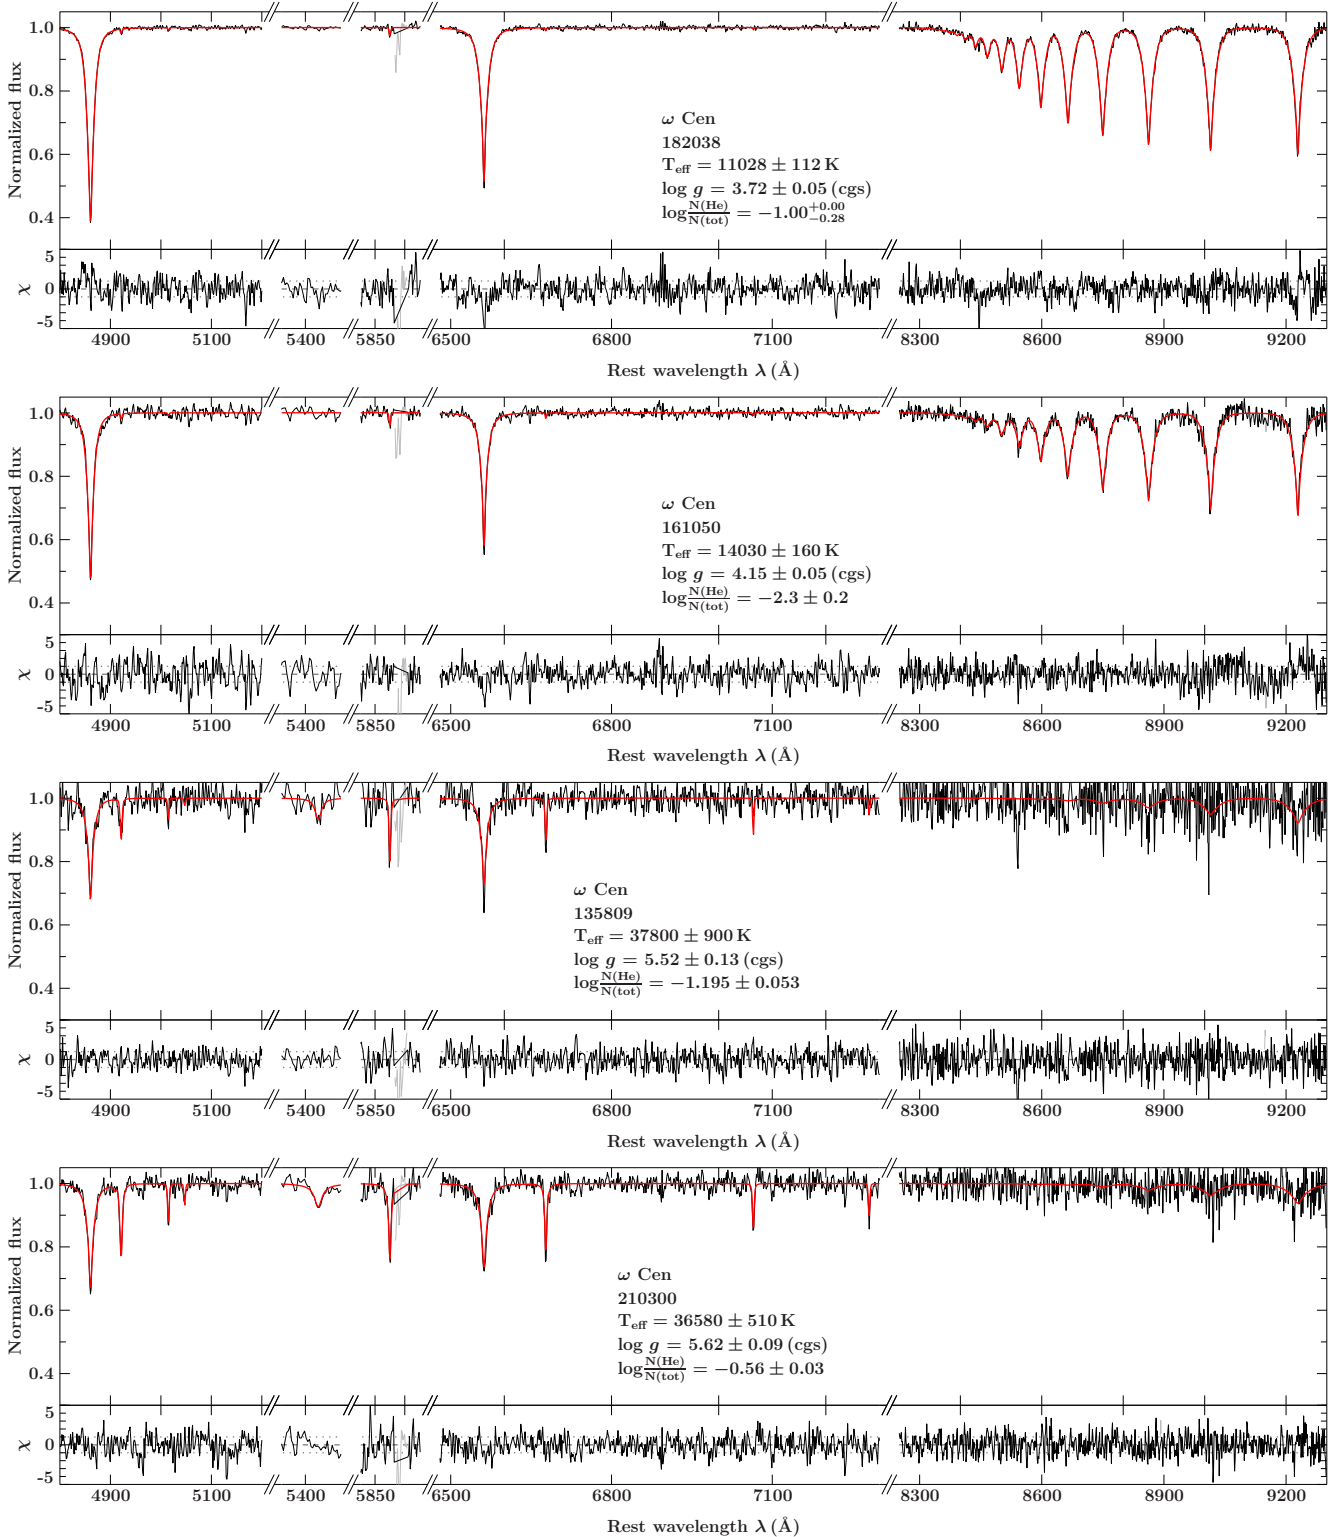 1.0
0.8
0.6
0.4
Normalized flux
ω Cen
182038
T_eff = 11028 ± 112 K
log g = 3.72 ± 0.05 (cgs)
log N(He)/N(tot) = −1.00 +0.00 −0.28
5
0
-5
χ
4900 5100 5400 5850 6500 6800 7100 8300 8600 8900 9200
Rest wavelength λ (Å)
1.0
0.8
0.6
0.4
Normalized flux
ω Cen
161050
T_eff = 14030 ± 160 K
log g = 4.15 ± 0.05 (cgs)
log N(He)/N(tot) = −2.3 ± 0.2
5
0
-5
χ
4900 5100 5400 5850 6500 6800 7100 8300 8600 8900 9200
Rest wavelength λ (Å)
1.0
0.8
0.6
0.4
Normalized flux
ω Cen
135809
T_eff = 37800 ± 900 K
log g = 5.52 ± 0.13 (cgs)
log N(He)/N(tot) = −1.195 ± 0.053
5
0
-5
χ
4900 5100 5400 5850 6500 6800 7100 8300 8600 8900 9200
Rest wavelength λ (Å)
1.0
0.8
0.6
0.4
Normalized flux
ω Cen
210300
T_eff = 36580 ± 510 K
log g = 5.62 ± 0.09 (cgs)
log N(He)/N(tot) = −0.56 ± 0.03
5
0
-5
χ
4900 5100 5400 5850 6500 6800 7100 8300 8600 8900 9200
Rest wavelength λ (Å)